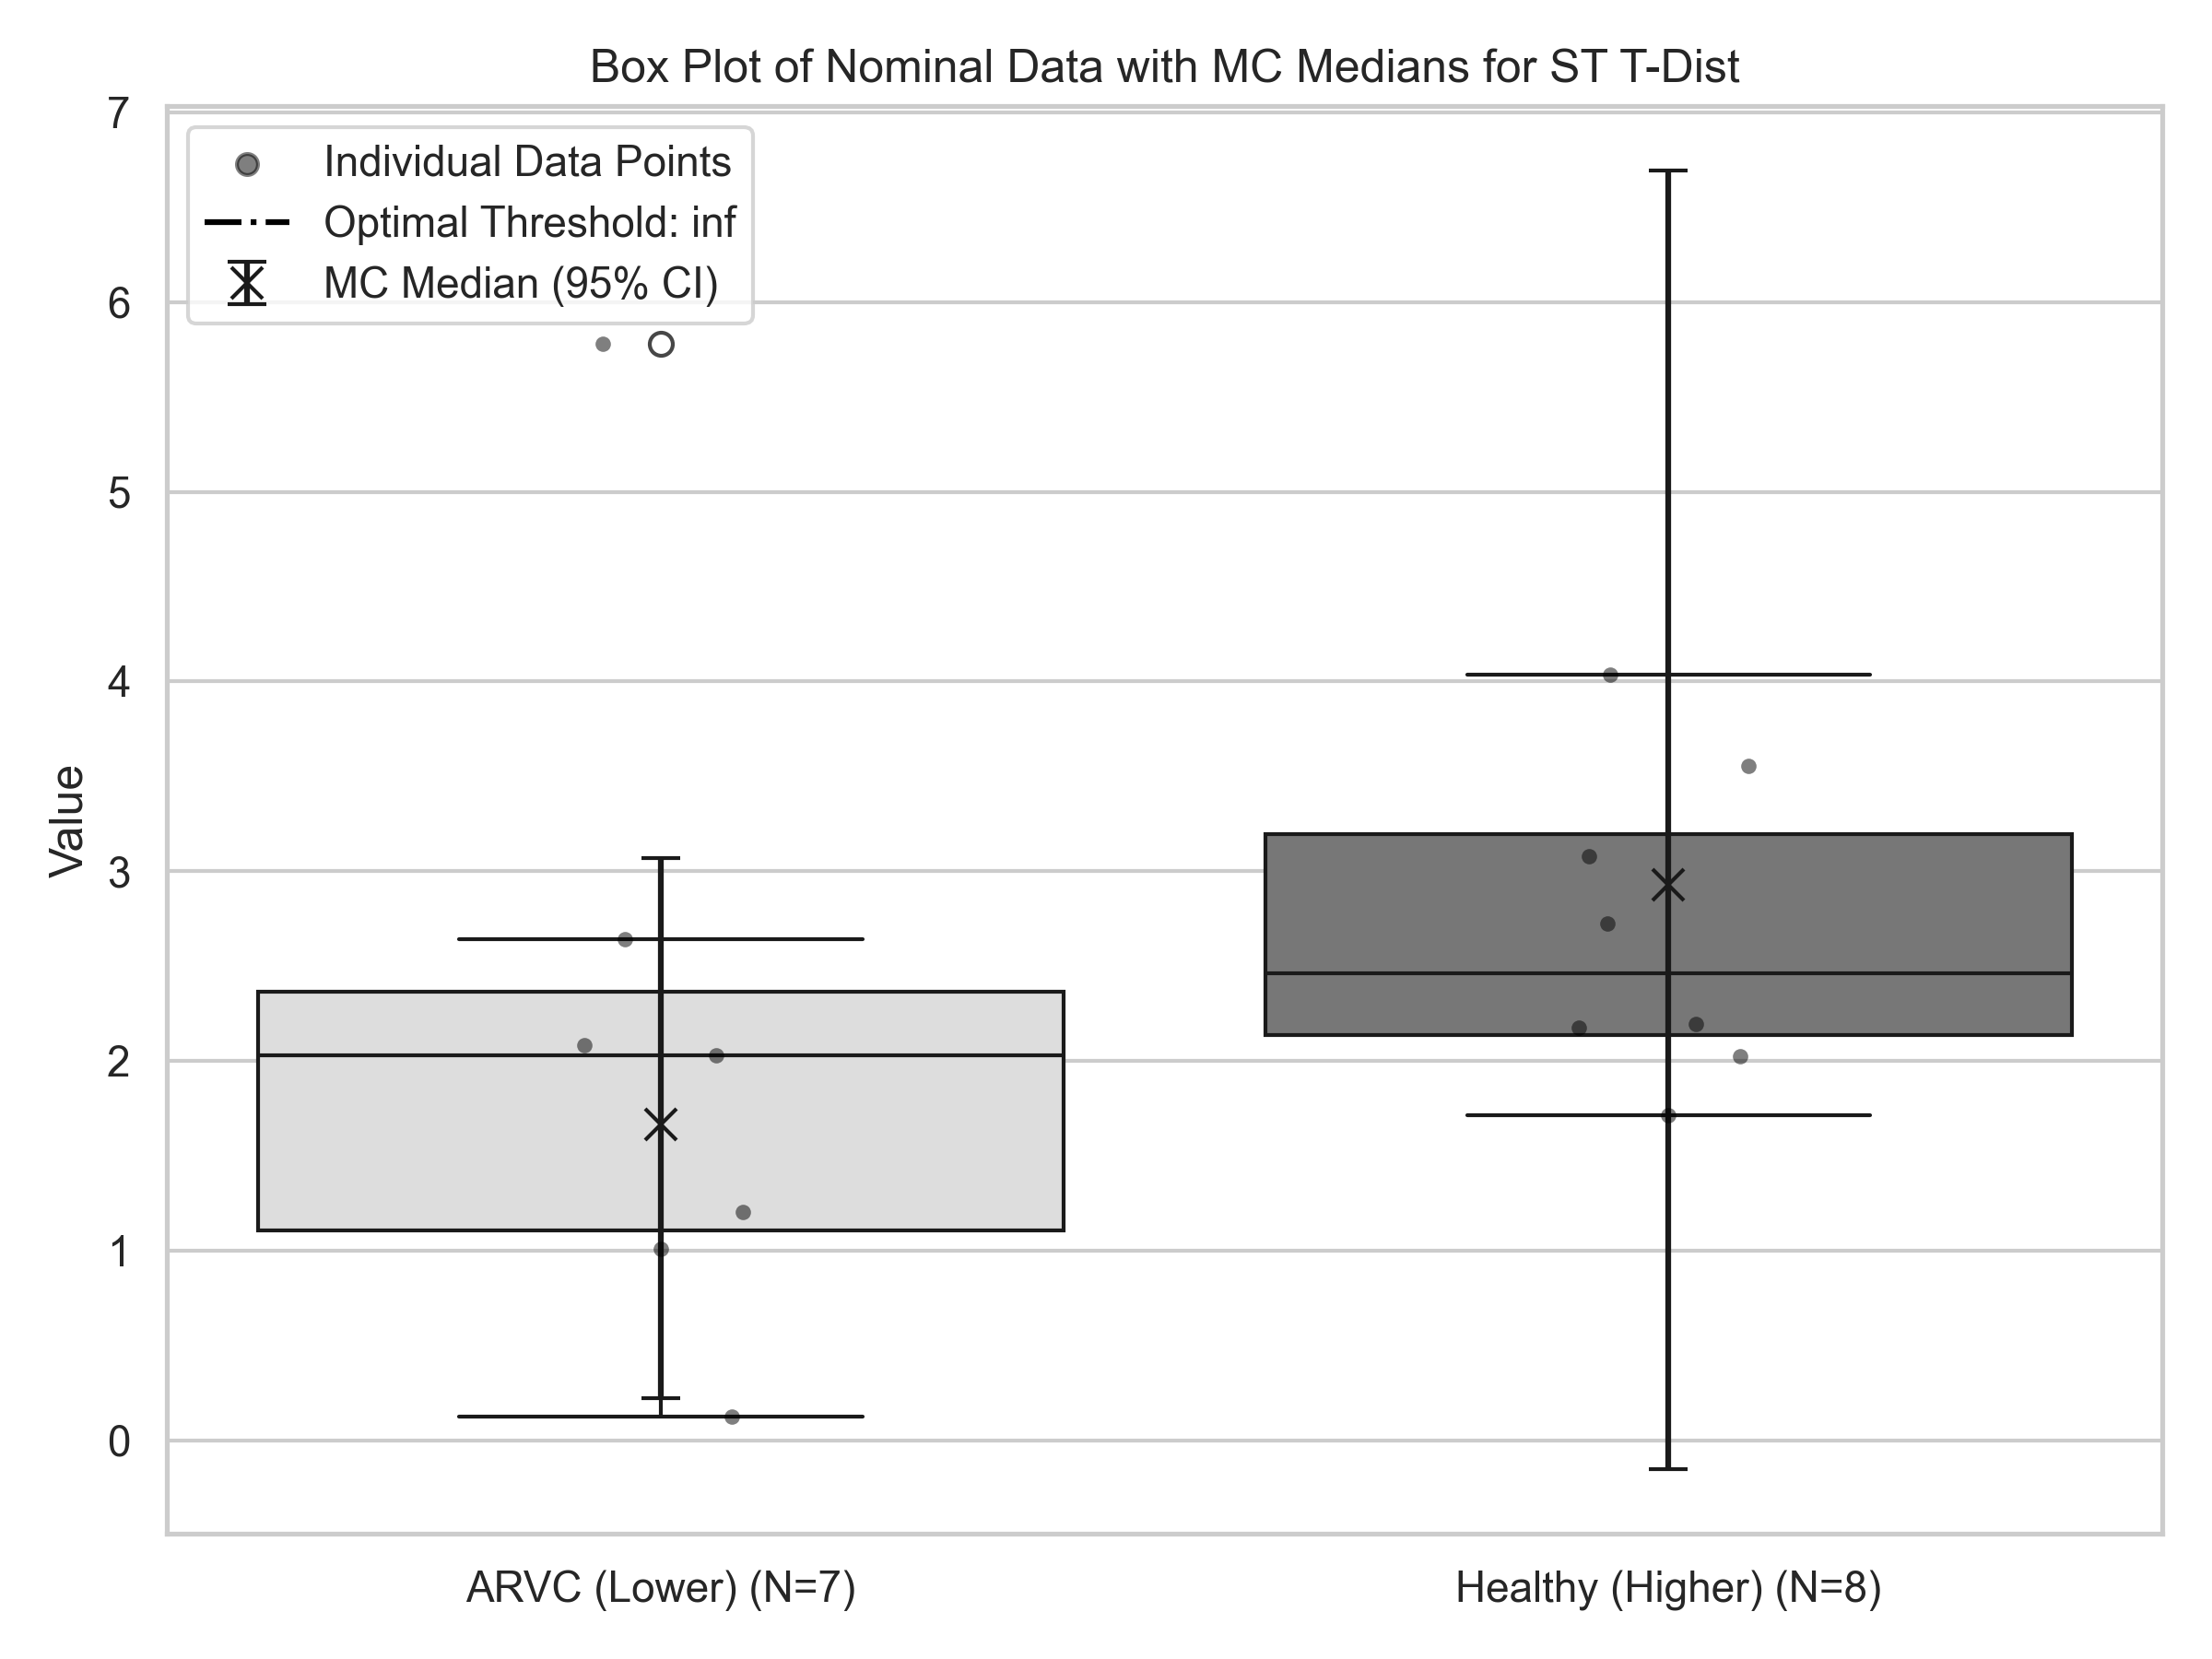 Box Plot of Nominal Data with MC Medians for ST T-Dist
7
6
5
4
3
2
1
0
Value
Individual Data Points
Optimal Threshold: inf
MC Median (95% CI)
ARVC (Lower) (N=7)
Healthy (Higher) (N=8)